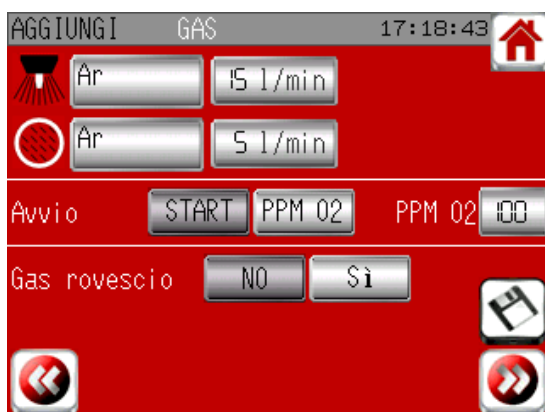 AGGIUNGI GAS 17:18:43
Ar 15 l/min
Ar 5 l/min
Avvio START PPM O2 PPM O2 100
Gas rovescio NO Sì